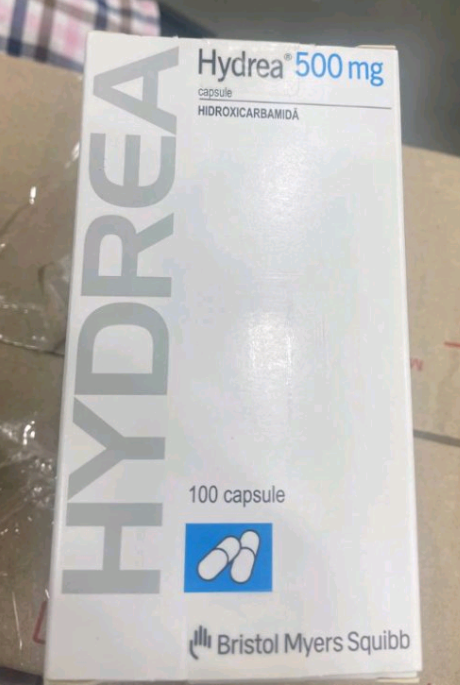 HYDREA
Hydrea® 500 mg
capsule
HIDROXICARBAMIDĂ
100 capsule
Bristol Myers Squibb